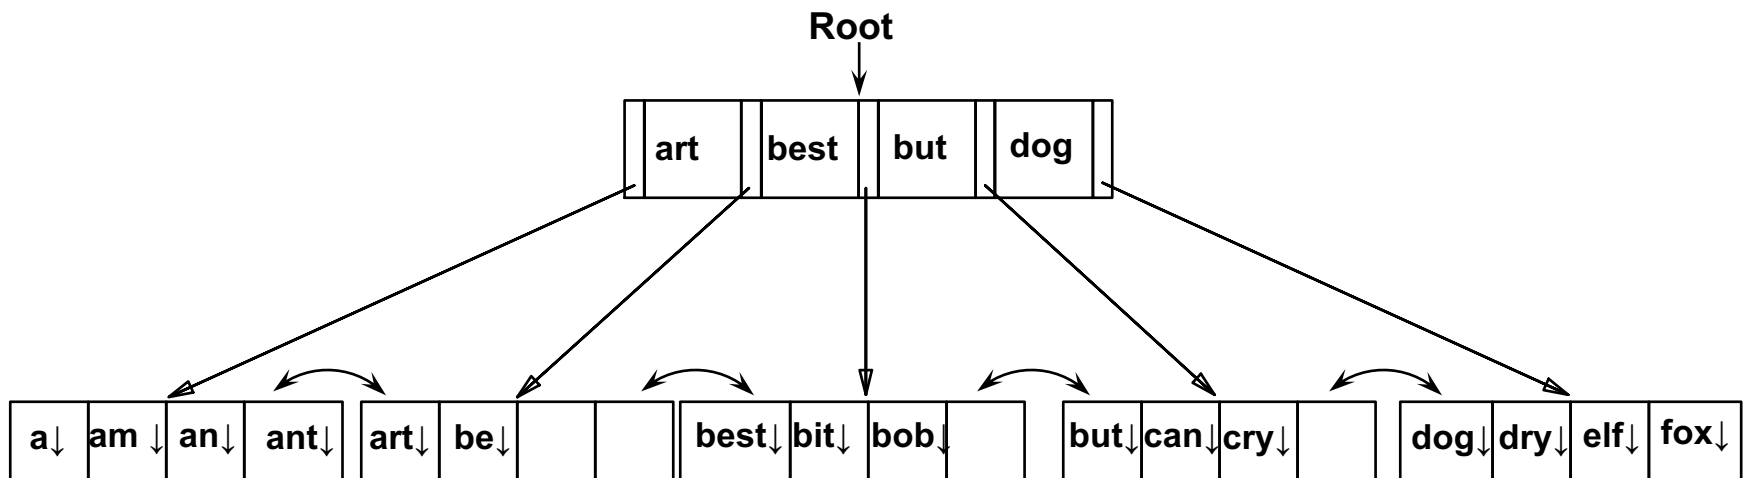 Root
art best but dog
a↓ am ↓ an↓ ant↓ art↓ be↓ best↓ bit↓ bob↓ but↓ can↓ cry↓ dog↓ dry↓ elf↓ fox↓